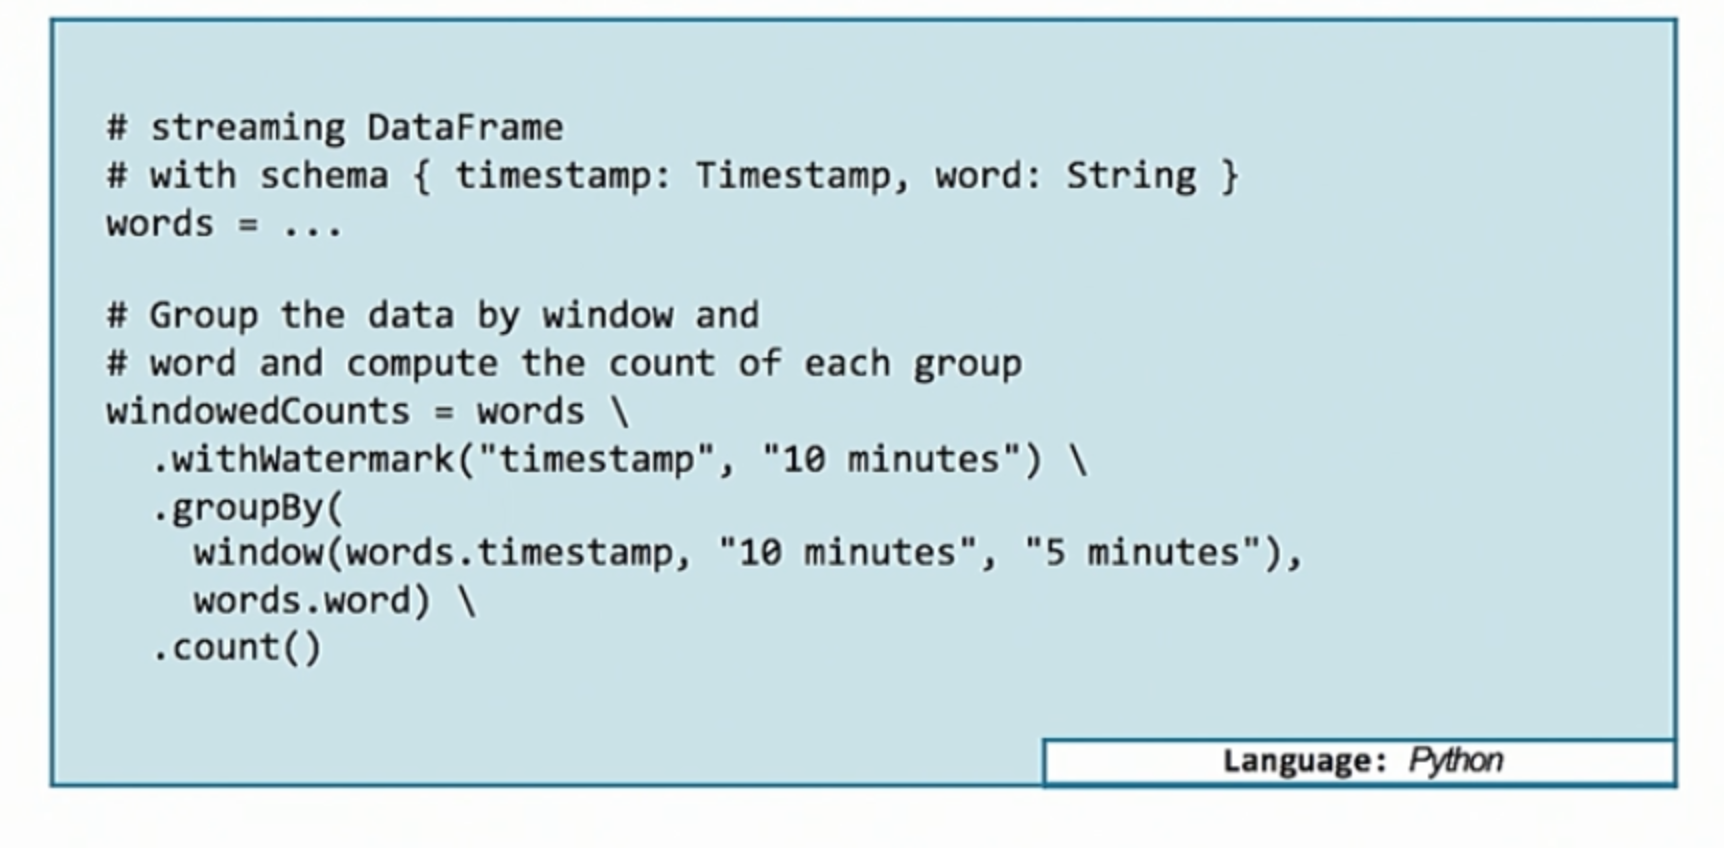 # streaming DataFrame
# with schema { timestamp: Timestamp, word: String }
words = ...
# Group the data by window and
# word and compute the count of each group
windowedCounts = words \
.withWatermark("timestamp", "10 minutes") \
.groupBy(
window(words.timestamp, "10 minutes", "5 minutes"),
words.word) \
.count()
Language: Python